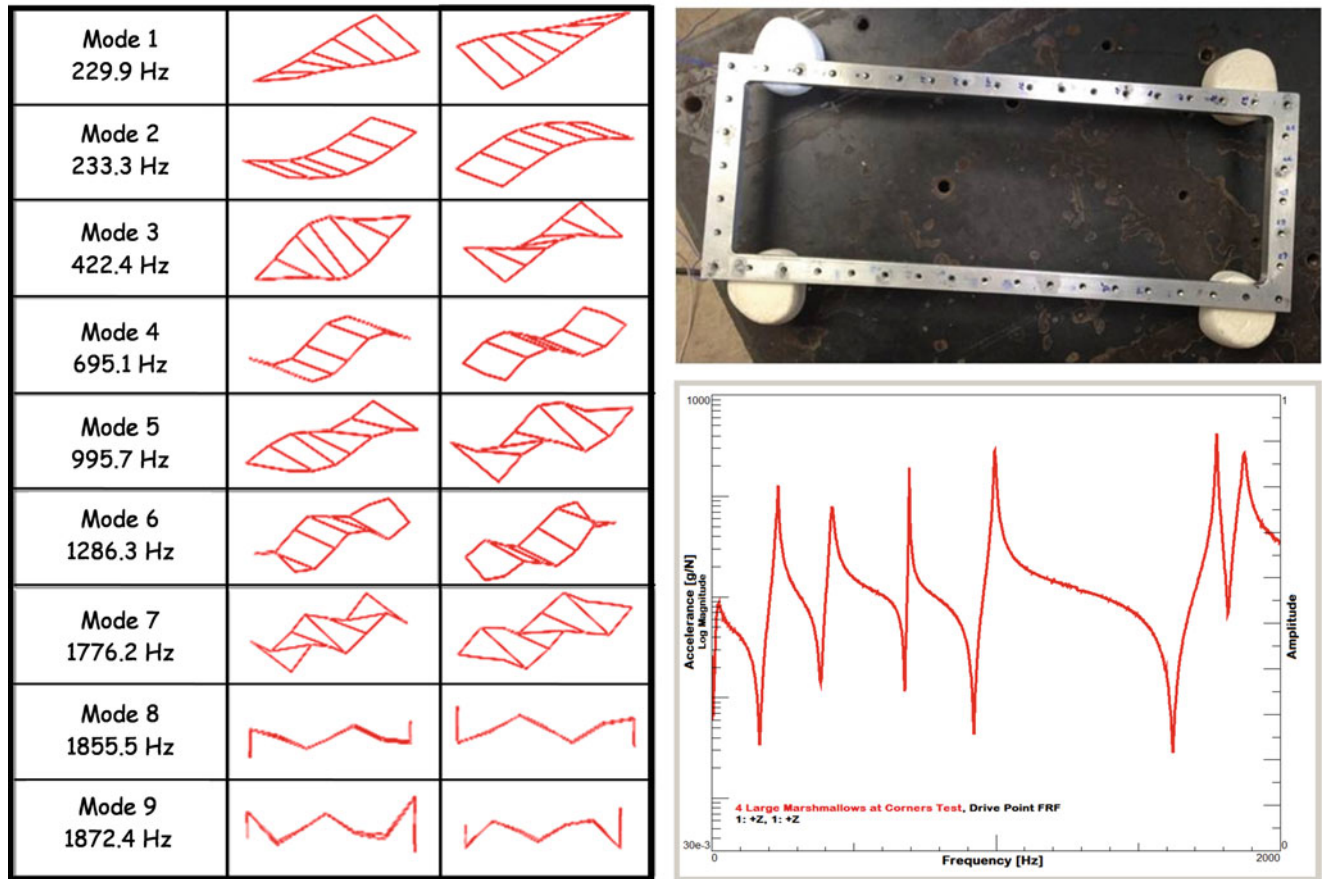 Mode 1
229.9 Hz
Mode 2
233.3 Hz
Mode 3
422.4 Hz
Mode 4
695.1 Hz
Mode 5
995.7 Hz
Mode 6
1286.3 Hz
Mode 7
1776.2 Hz
Mode 8
1855.5 Hz
Mode 9
1872.4 Hz
1000
1
Accelerance [g/N]
Log Magnitude
Amplitude
4 Large Marshmallows at Corners Test, Drive Point FRF
1: +Z, 1: +Z
30e-3
0
0
2000
Frequency [Hz]